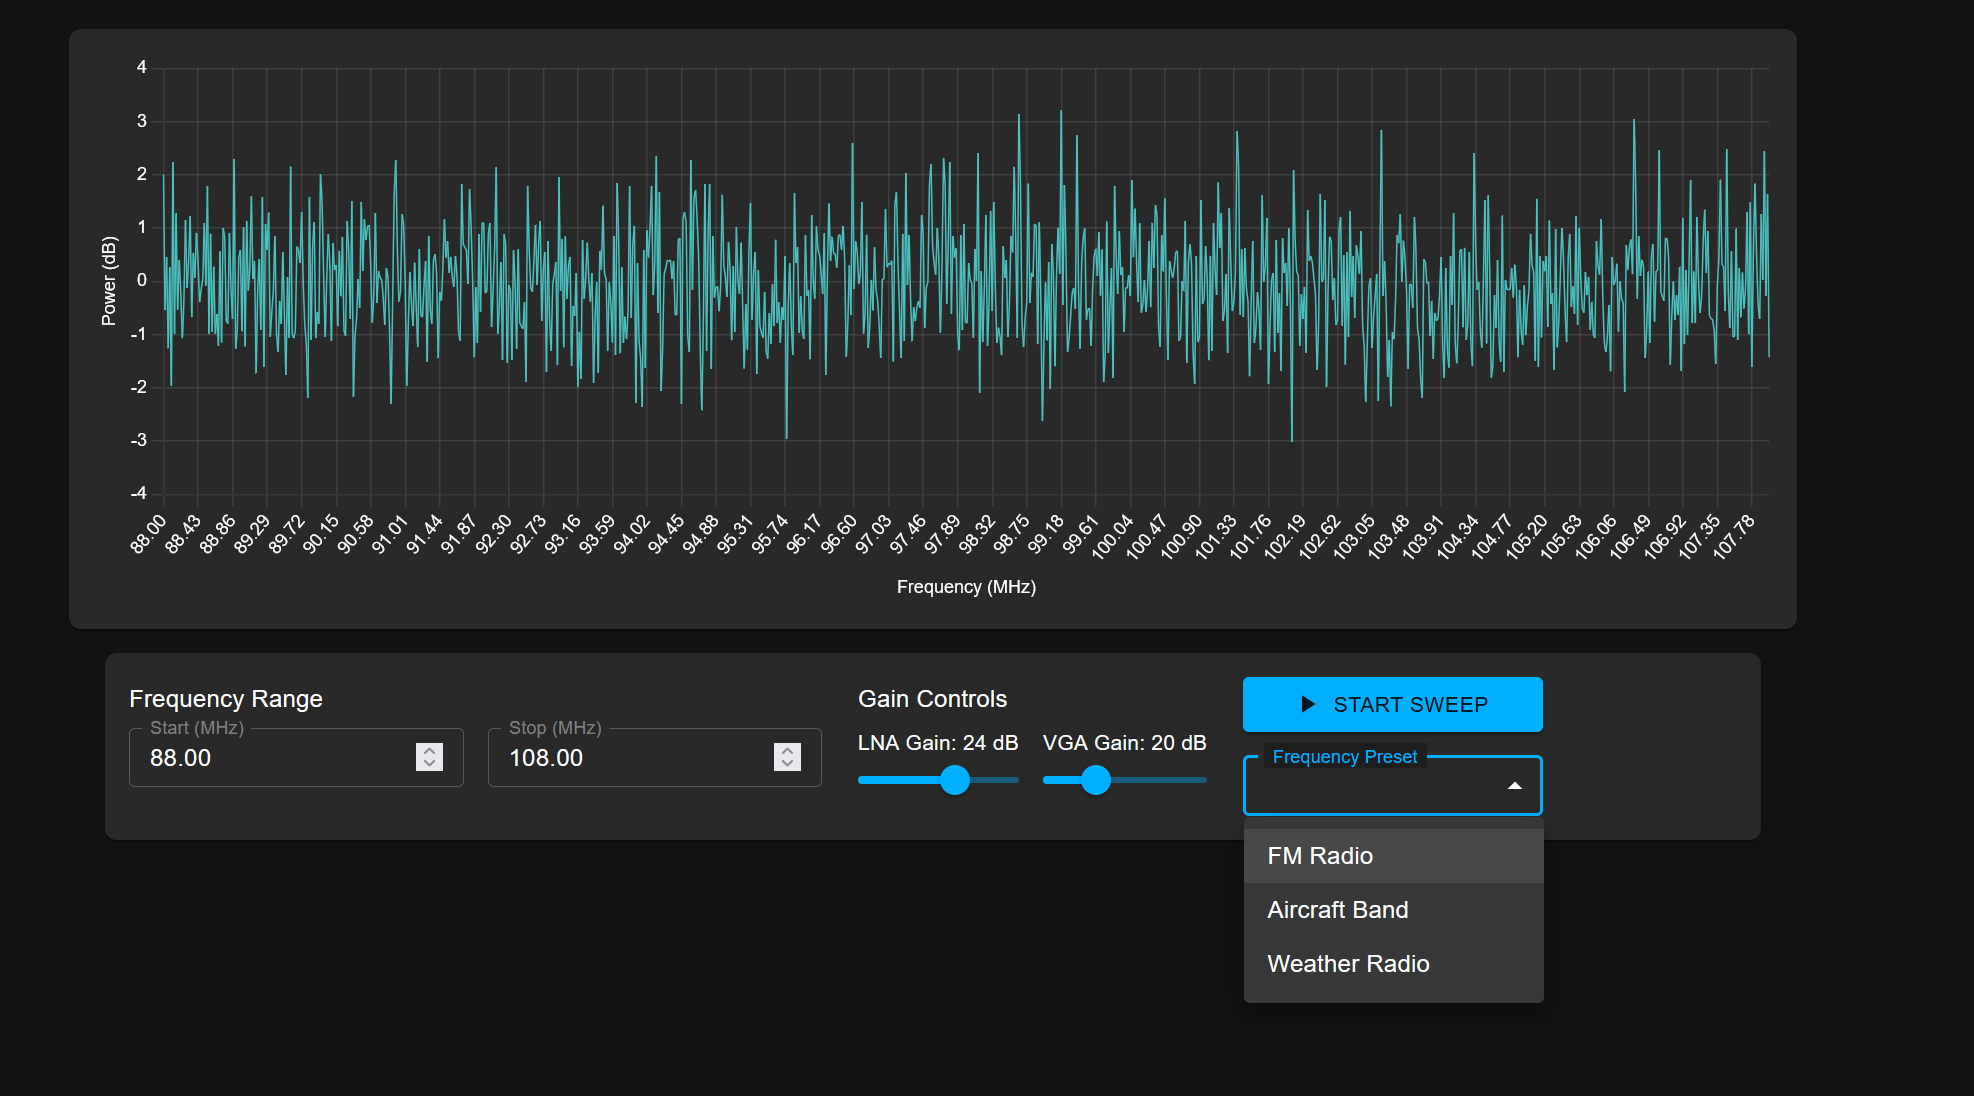 4
3
2
1
0
-1
-2
-3
-4
Power (dB)
88.00 88.43 88.86 89.29 89.72 90.15 90.58 91.01 91.44 91.87 92.30 92.73 93.16 93.59 94.02 94.45 94.88 95.31 95.74 96.17 96.60 97.03 97.46 97.89 98.32 98.75 99.18 99.61 100.04 100.47 100.90 101.33 101.76 102.19 102.62 103.05 103.48 103.91 104.34 104.77 105.20 105.63 106.06 106.49 106.92 107.35 107.78
Frequency (MHz)
Frequency Range
Start (MHz)
88.00
Stop (MHz)
108.00
Gain Controls
LNA Gain: 24 dB
VGA Gain: 20 dB
START SWEEP
Frequency Preset
FM Radio
Aircraft Band
Weather Radio